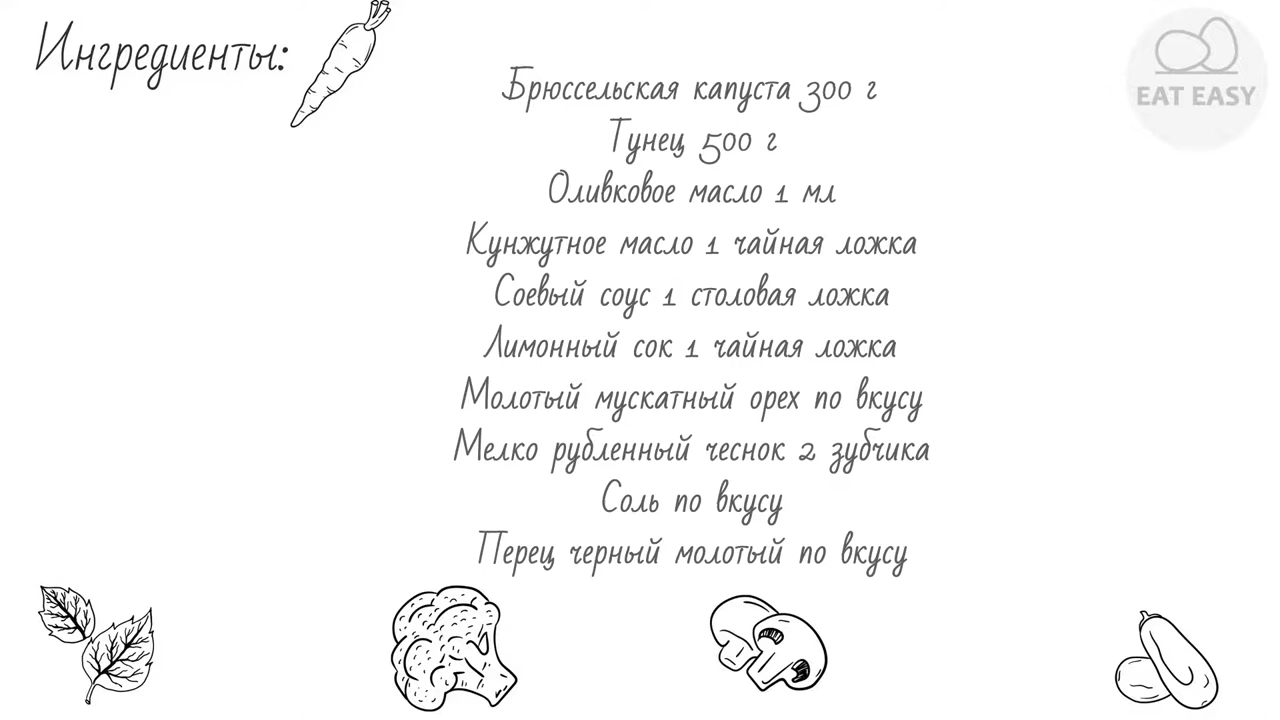 Ингредиенты:
EAT EASY
Брюссельская капуста 300 г
Тунец 500 г
Оливковое масло 1 мл
Кунжутное масло 1 чайная ложка
Соевый соус 1 столовая ложка
Лимонный сок 1 чайная ложка
Молотый мускатный орех по вкусу
Мелко рубленный чеснок 2 зубчика
Соль по вкусу
Перец черный молотый по вкусу